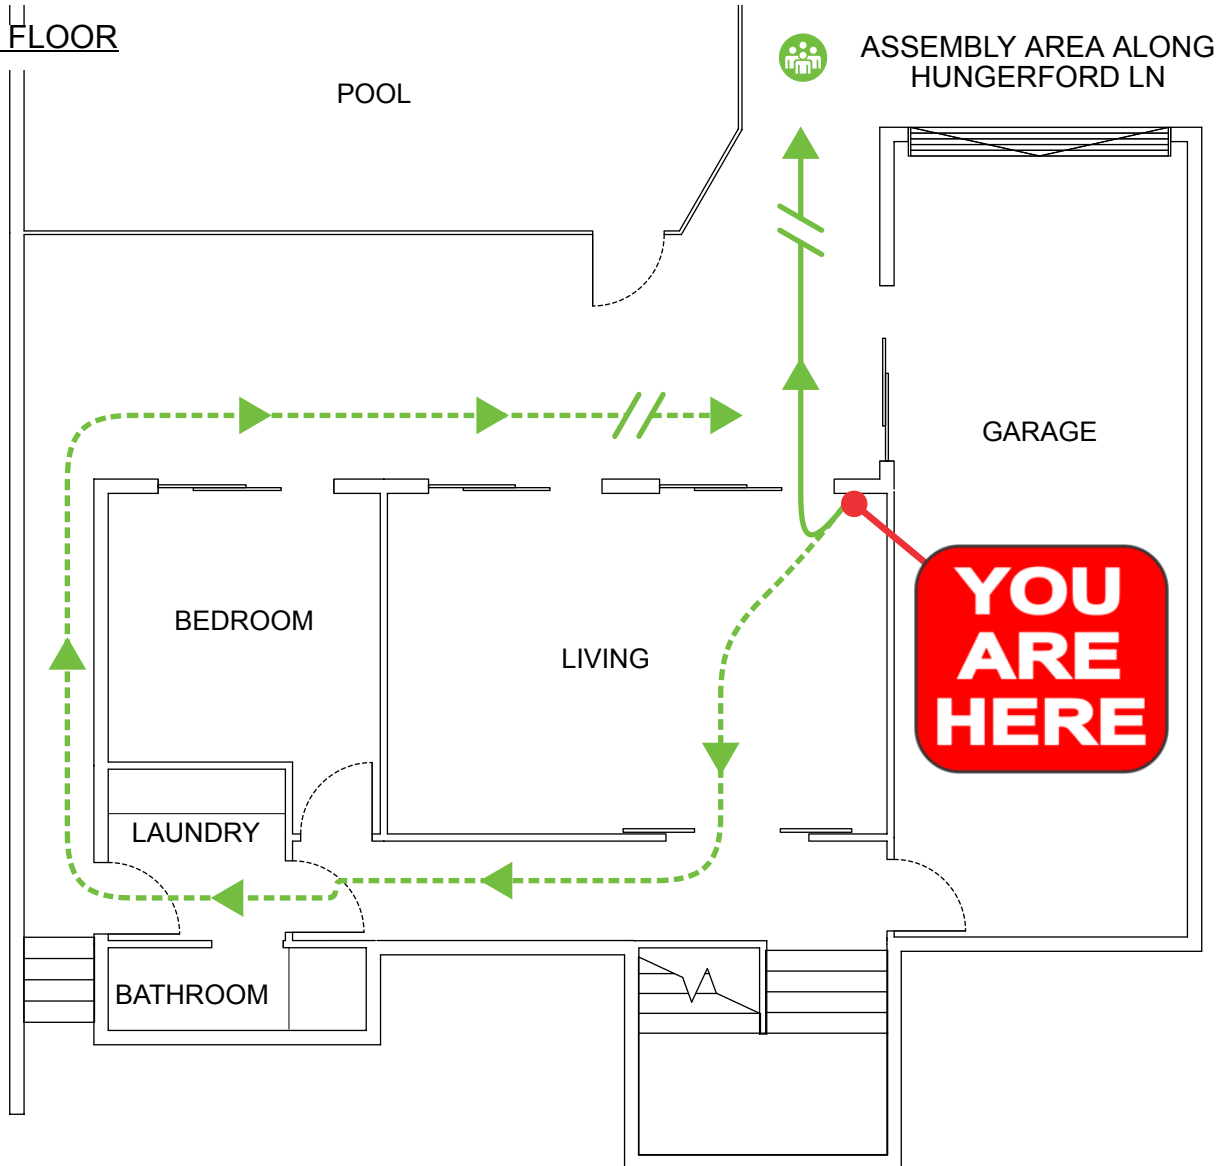 FLOOR
ASSEMBLY AREA ALONG
HUNGERFORD LN
POOL
GARAGE
BEDROOM
LIVING
YOU
ARE
HERE
LAUNDRY
BATHROOM